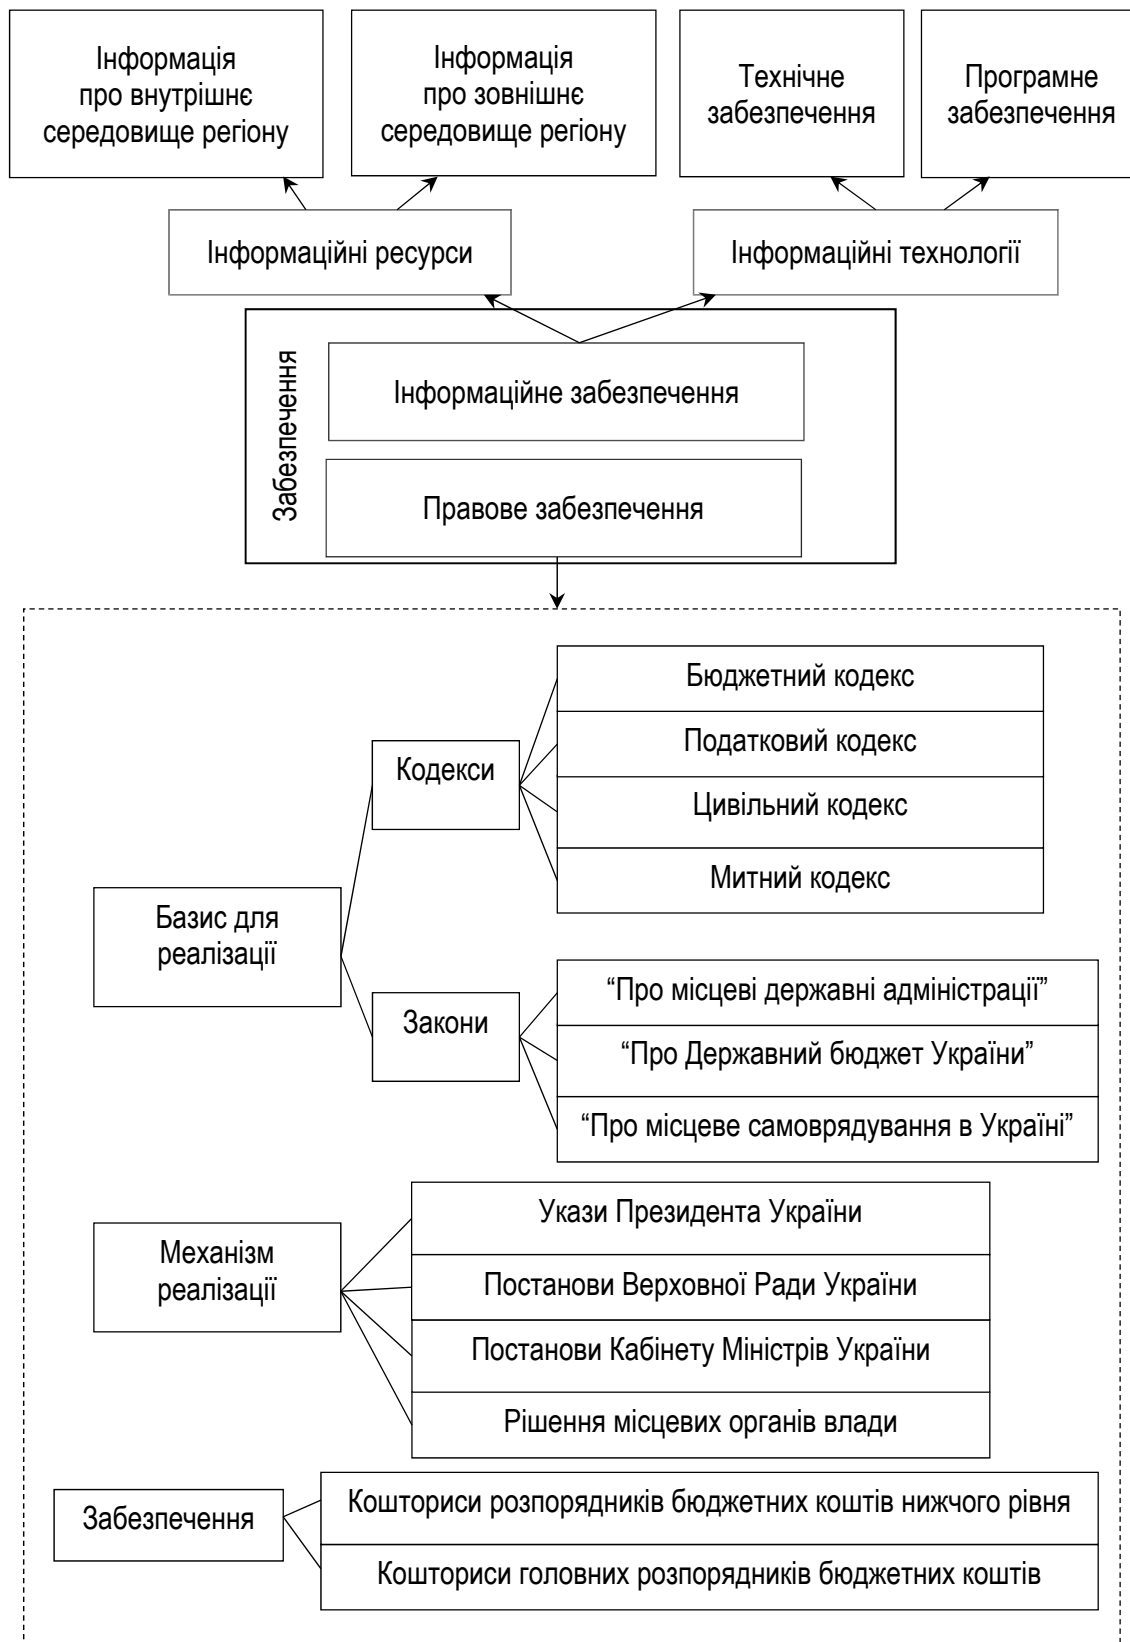 Інформація
про внутрішнє
середовище регіону
Інформація
про зовнішнє
середовище регіону
Технічне
забезпечення
Програмне
забезпечення
Інформаційні ресурси
Інформаційні технології
Забезпечення
Інформаційне забезпечення
Правове забезпечення
Бюджетний кодекс
Податковий кодекс
Кодекси
Цивільний кодекс
Митний кодекс
Базис для
реалізації
“Про місцеві державні адміністрації”
Закони
“Про Державний бюджет України”
“Про місцеве самоврядування в Україні”
Укази Президента України
Механізм
реалізації
Постанови Верховної Ради України
Постанови Кабінету Міністрів України
Рішення місцевих органів влади
Забезпечення
Кошториси розпорядників бюджетних коштів нижчого рівня
Кошториси головних розпорядників бюджетних коштів